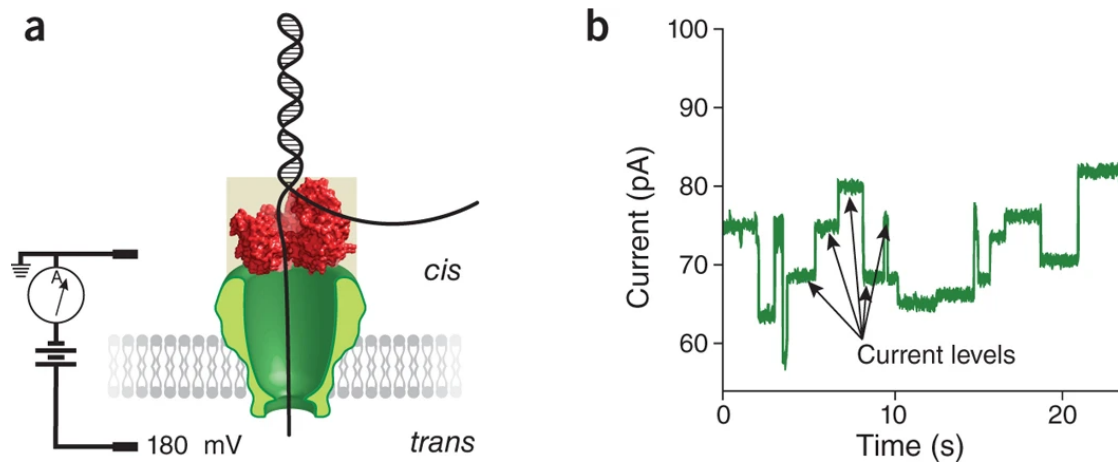 a
cis
A
180 mV
trans
b
100
90
80
70
60
Current (pA)
Current levels
0
10
20
Time (s)